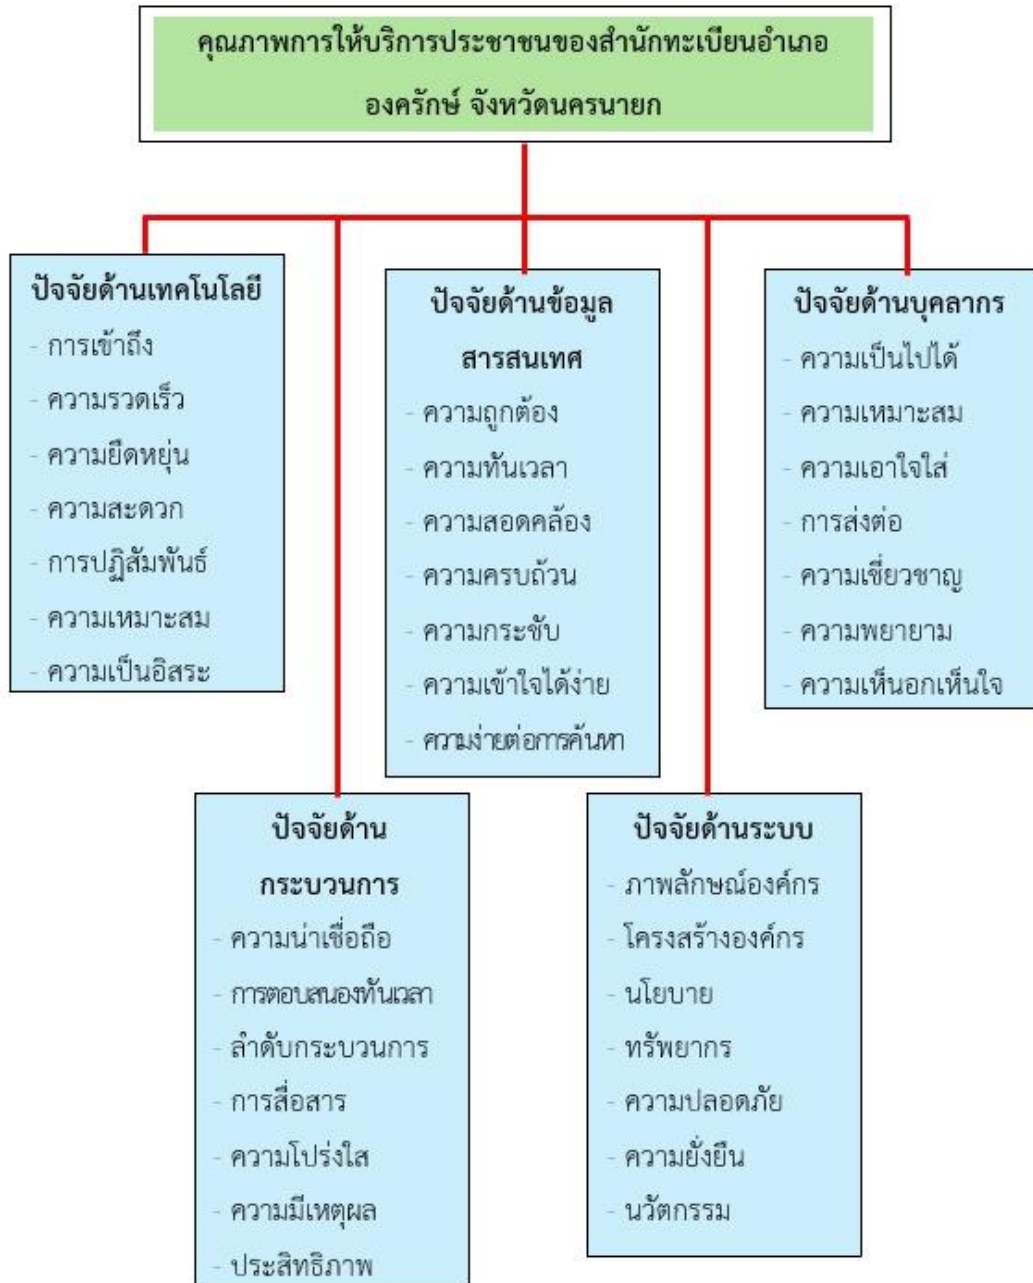 คุณภาพการให้บริการประชาชนของสำนักทะเบียนอำเภอ
องครักษ์ จังหวัดนครนายก
ปัจจัยด้านเทคโนโลยี
- การเข้าถึง
- ความรวดเร็ว
- ความยืดหยุ่น
- ความสะดวก
- การปฏิสัมพันธ์
- ความเหมาะสม
- ความเป็นอิสระ
ปัจจัยด้านข้อมูล
สารสนเทศ
- ความถูกต้อง
- ความทันเวลา
- ความสอดคล้อง
- ความครบถ้วน
- ความกระชับ
- ความเข้าใจได้ง่าย
- ความง่ายต่อการค้นหา
ปัจจัยด้านบุคลากร
- ความเป็นไปได้
- ความเหมาะสม
- ความเอาใจใส่
- การส่งต่อ
- ความเชี่ยวชาญ
- ความพยายาม
- ความเห็นอกเห็นใจ
ปัจจัยด้าน
กระบวนการ
- ความน่าเชื่อถือ
- การตอบสนองทันเวลา
- ลำดับกระบวนการ
- การสื่อสาร
- ความโปร่งใส
- ความมีเหตุผล
- ประสิทธิภาพ
ปัจจัยด้านระบบ
- ภาพลักษณ์องค์กร
- โครงสร้างองค์กร
- นโยบาย
- ทรัพยากร
- ความปลอดภัย
- ความยั่งยืน
- นวัตกรรม